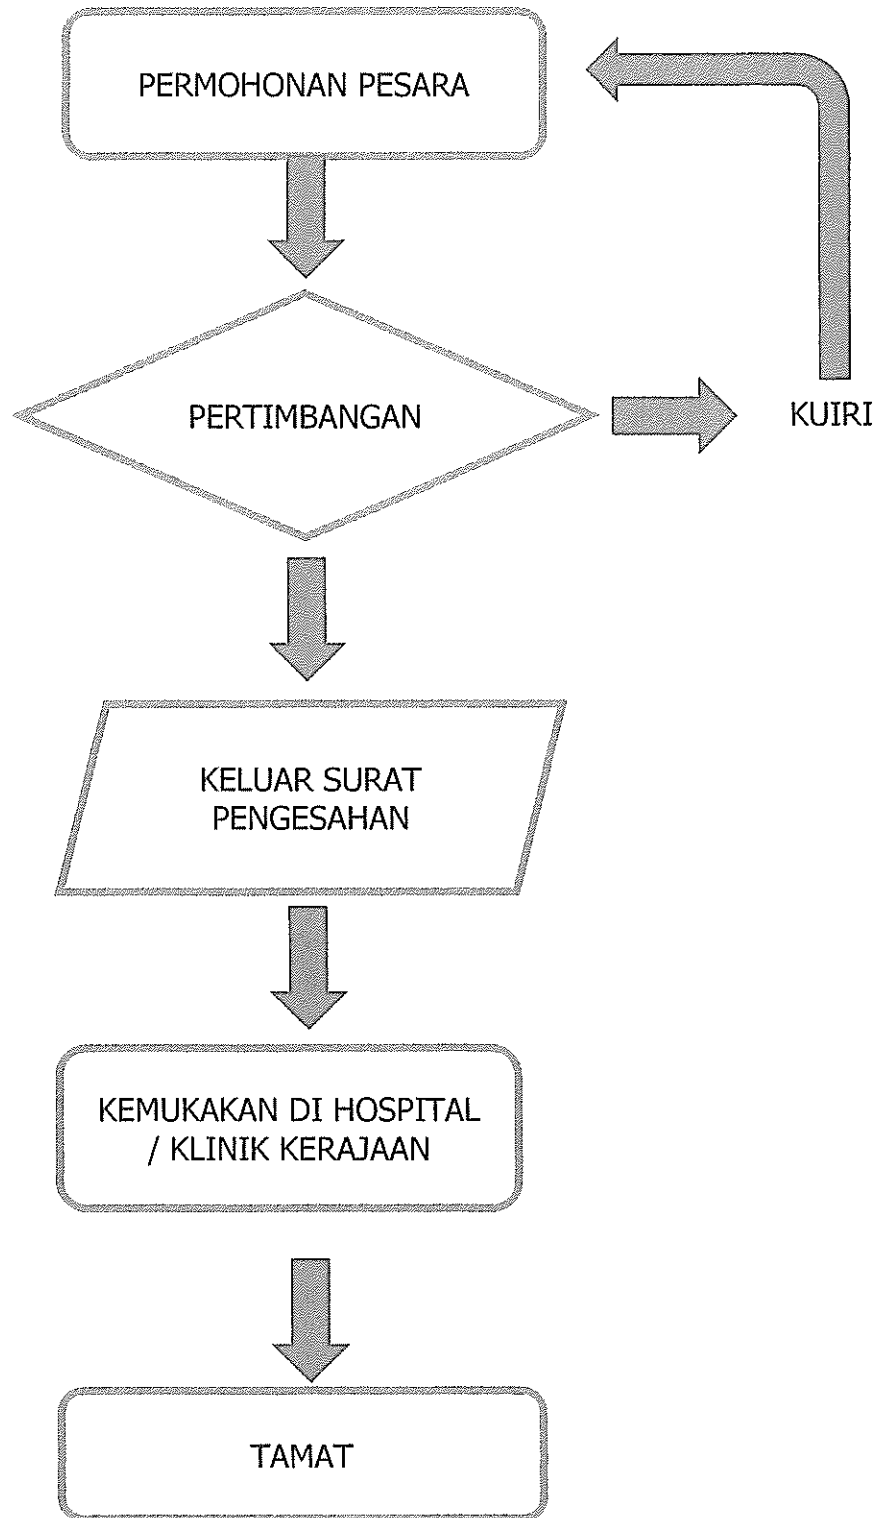 PERMOHONAN PESARA
PERTIMBANGAN
KUIRI
KELUAR SURAT
PENGESAHAN
KEMUKAKAN DI HOSPITAL
/ KLINIK KERAJAAN
TAMAT